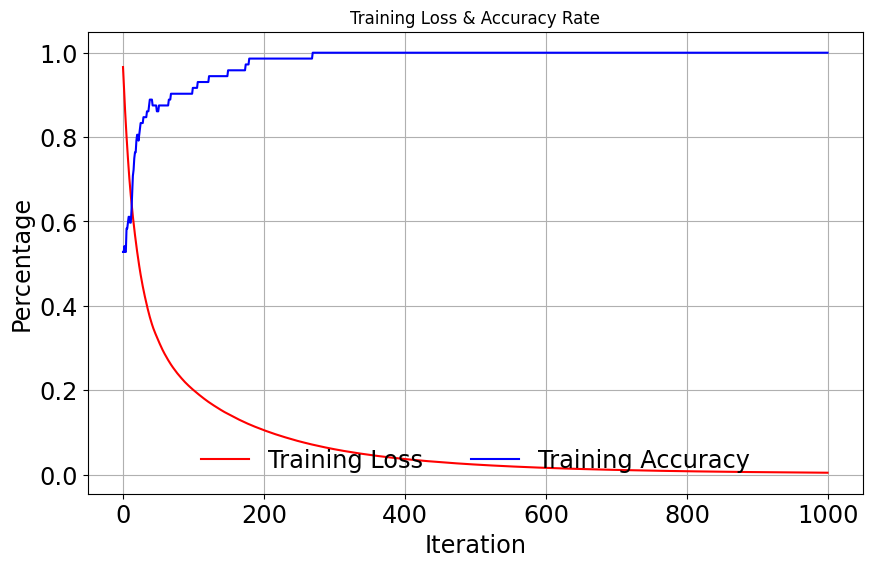 Training Loss & Accuracy Rate
1.0
0.8
0.6
0.4
0.2
0.0
Percentage
Training Loss Training Accuracy
0 200 400 600 800 1000
Iteration